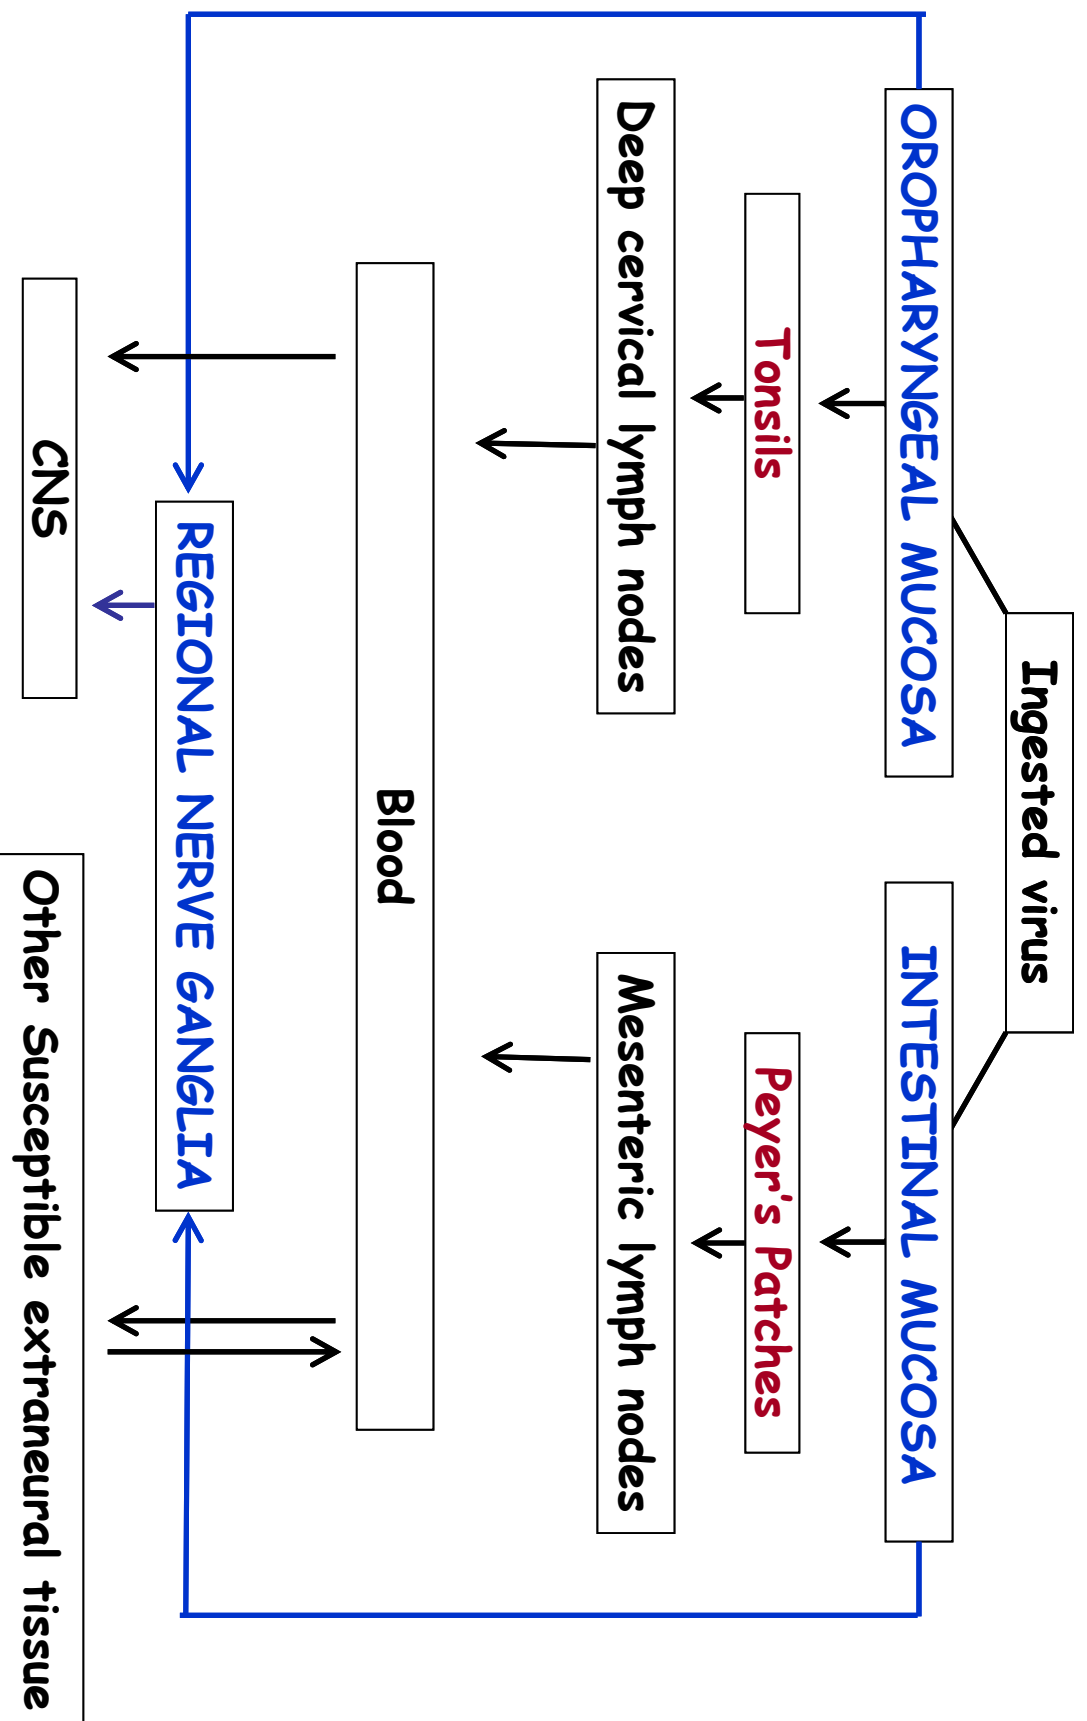 Ingested virus
OROPHARYNGEAL MUCOSA
INTESTINAL MUCOSA
Tonsils
Peyer's Patches
Deep cervical lymph nodes
Mesenteric lymph nodes
Blood
REGIONAL NERVE GANGLIA
CNS
Other Susceptible extraneural tissue